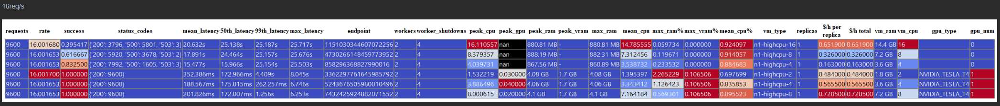 16req/s
requests rate success status_codes mean_latency 50th_latency 99th_latency max_latency endpoint workers worker_shutdowns peak_cpu peak_gpu peak_ram peak_vram max_ram mean_cpu max_ram% max_vram% mean_cpu% vm_type replicas $/h per replica $/h total vm_ram vm_cpu gpu_type gpu_num
9600 16.001680 0.395417 {'200': 3796, '500': 5801, '503': 3} 20.632s 25.138s 25.187s 25.717s 1151030344607072256 2 4 16.110557 nan 880.81 MB - 880.81 MB 14.785555 0.059734 0.000000 0.924097 n1-highcpu-16 1 0.651900 0.651900 14.4 GB 16 0
9600 16.001653 0.616667 {'200': 5920, '500': 3678, '503': 2} 17.891s 24.464s 25.157s 25.676s 4730266148459773952 2 4 8.379357 nan 888.19 MB - 882.31 MB 7.312456 0.119671 0.000000 0.914057 n1-highcpu-8 1 0.326000 0.326000 7.2 GB 8 0
9600 16.001653 0.832500 {'200': 7992, '500': 1605, '503': 3} 15.477s 15.966s 25.154s 25.503s 858296368827990016 2 4 4.039731 nan 867.56 MB - 860.89 MB 3.538732 0.233532 0.000000 0.884683 n1-highcpu-4 1 0.163000 0.163000 3.6 GB 4 0
9600 16.001700 1.000000 {'200': 9600} 352.386ms 172.966ms 4.409s 8.045s 3362297761645985792 2 4 1.532219 0.030000 4.08 GB 1.7 GB 4.08 GB 1.395397 2.265229 0.106506 0.697699 n1-highcpu-2 1 0.484000 0.484000 1.8 GB 2 NVIDIA_TESLA_T4 1
9600 16.001653 1.000000 {'200': 9600} 188.567ms 175.015ms 262.257ms 6.746s 5243676505980010496 2 4 3.886496 0.040000 4.06 GB 1.7 GB 4.06 GB 3.343412 1.126423 0.106506 0.835853 n1-highcpu-4 1 0.565500 0.565500 3.6 GB 4 NVIDIA_TESLA_T4 1
9600 16.001653 1.000000 {'200': 9600} 201.826ms 172.007ms 1.256s 6.253s 7432425924882071552 2 4 8.000615 0.020000 4.1 GB 1.7 GB 4.1 GB 7.164184 0.569301 0.106506 0.895523 n1-highcpu-8 1 0.728500 0.728500 7.2 GB 8 NVIDIA_TESLA_T4 1